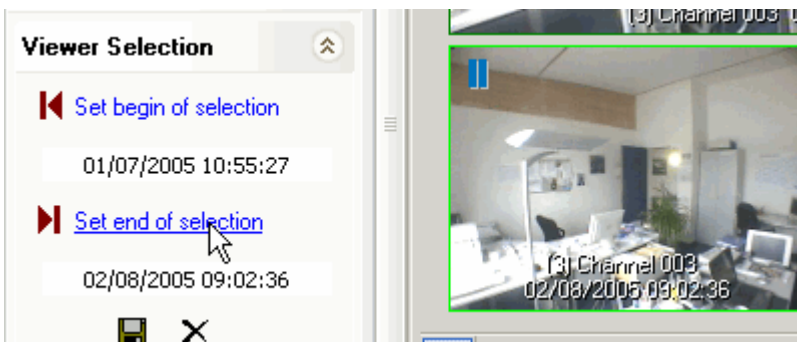 Viewer Selection
Set begin of selection
01/07/2005 10:55:27
Set end of selection
02/08/2005 09:02:36
(3) Channel 003
(3) Channel 003
02/08/2005 09:02:36